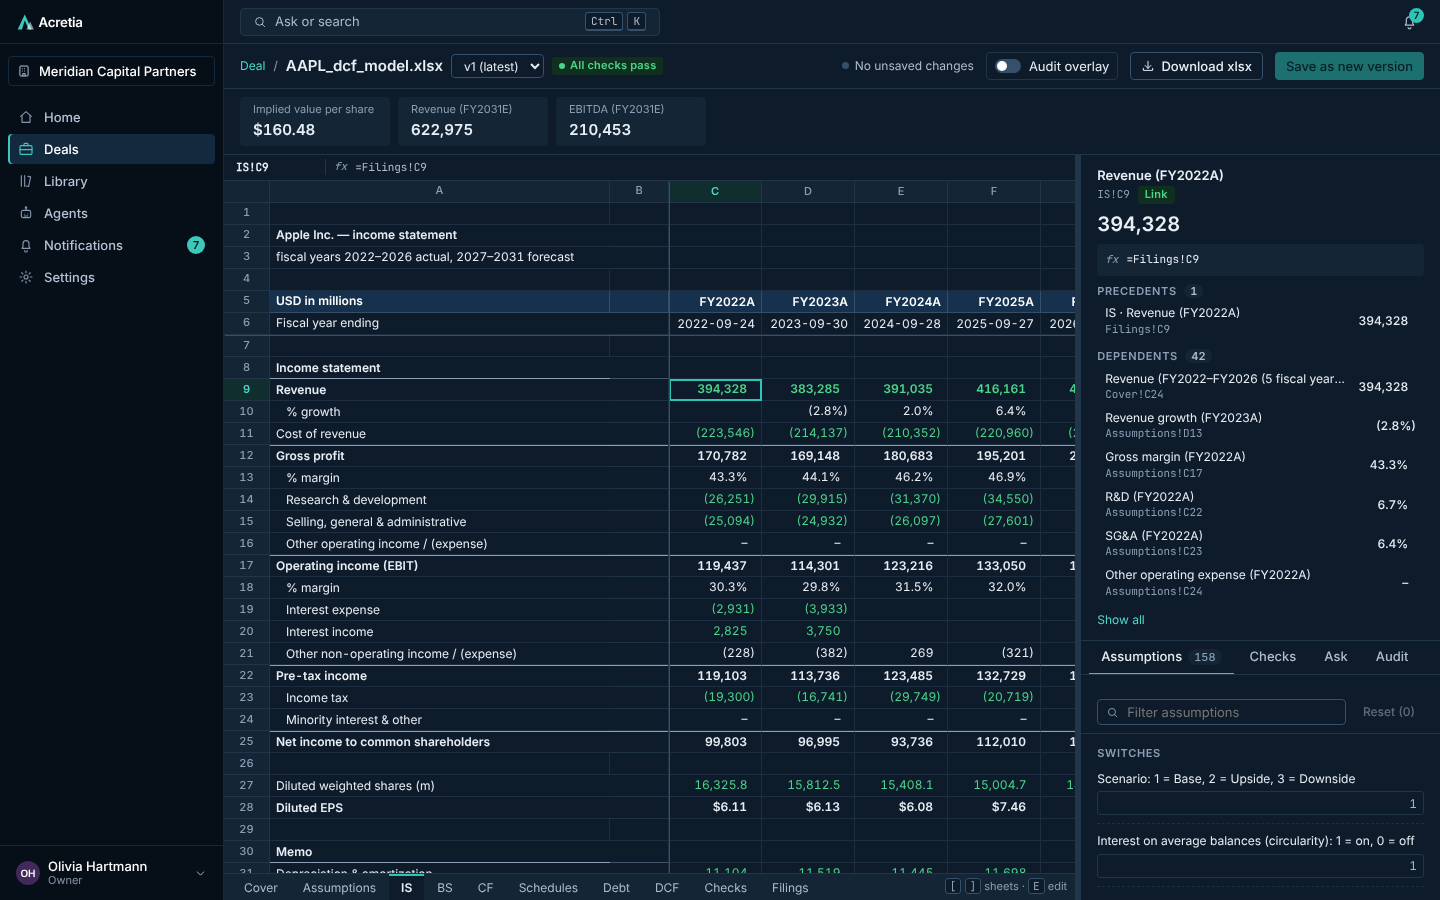 Acretia
Ask or search
Ctrl K
7
Meridian Capital Partners
Home
Deals
Library
Agents
Notifications 7
Settings
OH
Olivia Hartmann
Owner
Deal / AAPL_dcf_model.xlsx v1 (latest) All checks pass
No unsaved changes Audit overlay Download xlsx Save as new version
Implied value per share
$160.48
Revenue (FY2031E)
622,975
EBITDA (FY2031E)
210,453
IS!C9 fx =Filings!C9
A B C D E F
1
2 Apple Inc. — income statement
3 fiscal years 2022–2026 actual, 2027–2031 forecast
4
5 USD in millions FY2022A FY2023A FY2024A FY2025A
6 Fiscal year ending 2022-09-24 2023-09-30 2024-09-28 2025-09-27 2026
7
8 Income statement
9 Revenue 394,328 383,285 391,035 416,161 4
10 % growth (2.8%) 2.0% 6.4%
11 Cost of revenue (223,546) (214,137) (210,352) (220,960)
12 Gross profit 170,782 169,148 180,683 195,201 2
13 % margin 43.3% 44.1% 46.2% 46.9%
14 Research & development (26,251) (29,915) (31,370) (34,550)
15 Selling, general & administrative (25,094) (24,932) (26,097) (27,601)
16 Other operating income / (expense) – – – –
17 Operating income (EBIT) 119,437 114,301 123,216 133,050 1
18 % margin 30.3% 29.8% 31.5% 32.0%
19 Interest expense (2,931) (3,933)
20 Interest income 2,825 3,750
21 Other non-operating income / (expense) (228) (382) 269 (321)
22 Pre-tax income 119,103 113,736 123,485 132,729 1
23 Income tax (19,300) (16,741) (29,749) (20,719)
24 Minority interest & other – – – –
25 Net income to common shareholders 99,803 96,995 93,736 112,010 1
26
27 Diluted weighted shares (m) 16,325.8 15,812.5 15,408.1 15,004.7 1
28 Diluted EPS $6.11 $6.13 $6.08 $7.46
29
30 Memo
31 Depreciation & amortization 11,104 11,519 11,445 11,698
Cover Assumptions IS BS CF Schedules Debt DCF Checks Filings
[ ] sheets · E edit
Revenue (FY2022A)
IS!C9 Link
394,328
fx =Filings!C9
PRECEDENTS 1
IS · Revenue (FY2022A) 394,328
Filings!C9
DEPENDENTS 42
Revenue (FY2022–FY2026 (5 fiscal year... 394,328
Cover!C24
Revenue growth (FY2023A) (2.8%)
Assumptions!D13
Gross margin (FY2022A) 43.3%
Assumptions!C17
R&D (FY2022A) 6.7%
Assumptions!C22
SG&A (FY2022A) 6.4%
Assumptions!C23
Other operating expense (FY2022A) –
Assumptions!C24
Show all
Assumptions 158 Checks Ask Audit
Filter assumptions Reset (0)
SWITCHES
Scenario: 1 = Base, 2 = Upside, 3 = Downside
1
Interest on average balances (circularity): 1 = on, 0 = off
1